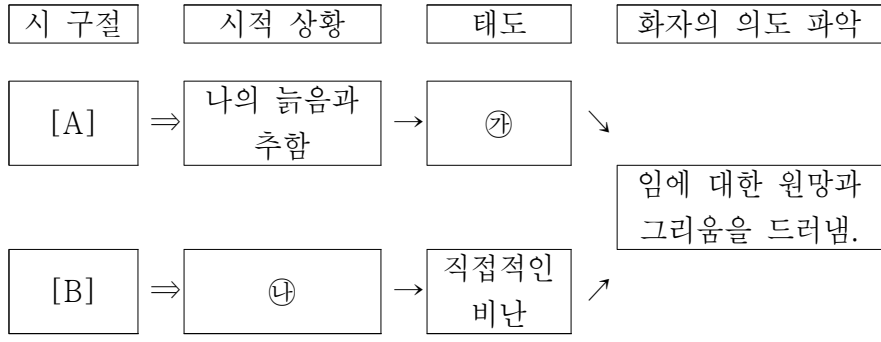 시 구절 시적 상황 태도 화자의 의도 파악
[A] ⇒ 나의 늙음과 추함 → ㉮ ↘
임에 대한 원망과
그리움을 드러냄.
[B] ⇒ ㉯ → 직접적인 비난 ↗